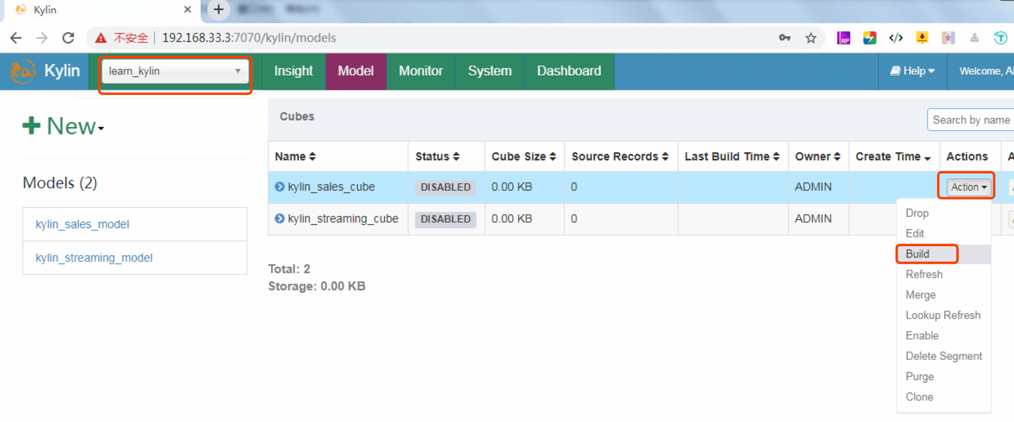 Kylin
不安全 192.168.33.3:7070/kylin/models
Kylin learn_kylin Insight Model Monitor System Dashboard Help Welcome, A
New
Cubes
Search by name
Name Status Cube Size Source Records Last Build Time Owner Create Time Actions A
Models (2)
kylin_sales_cube DISABLED 0.00 KB 0 ADMIN Action
kylin_sales_model
kylin_streaming_cube DISABLED 0.00 KB 0 ADMIN
kylin_streaming_model
Total: 2
Storage: 0.00 KB
Drop
Edit
Build
Refresh
Merge
Lookup Refresh
Enable
Delete Segment
Purge
Clone